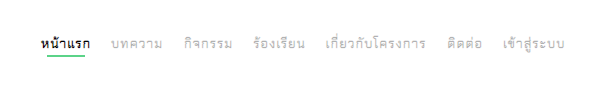 หน้าแรก บทความ กิจกรรม ร้องเรียน เกี่ยวกับโครงการ ติดต่อ เข้าสู่ระบบ